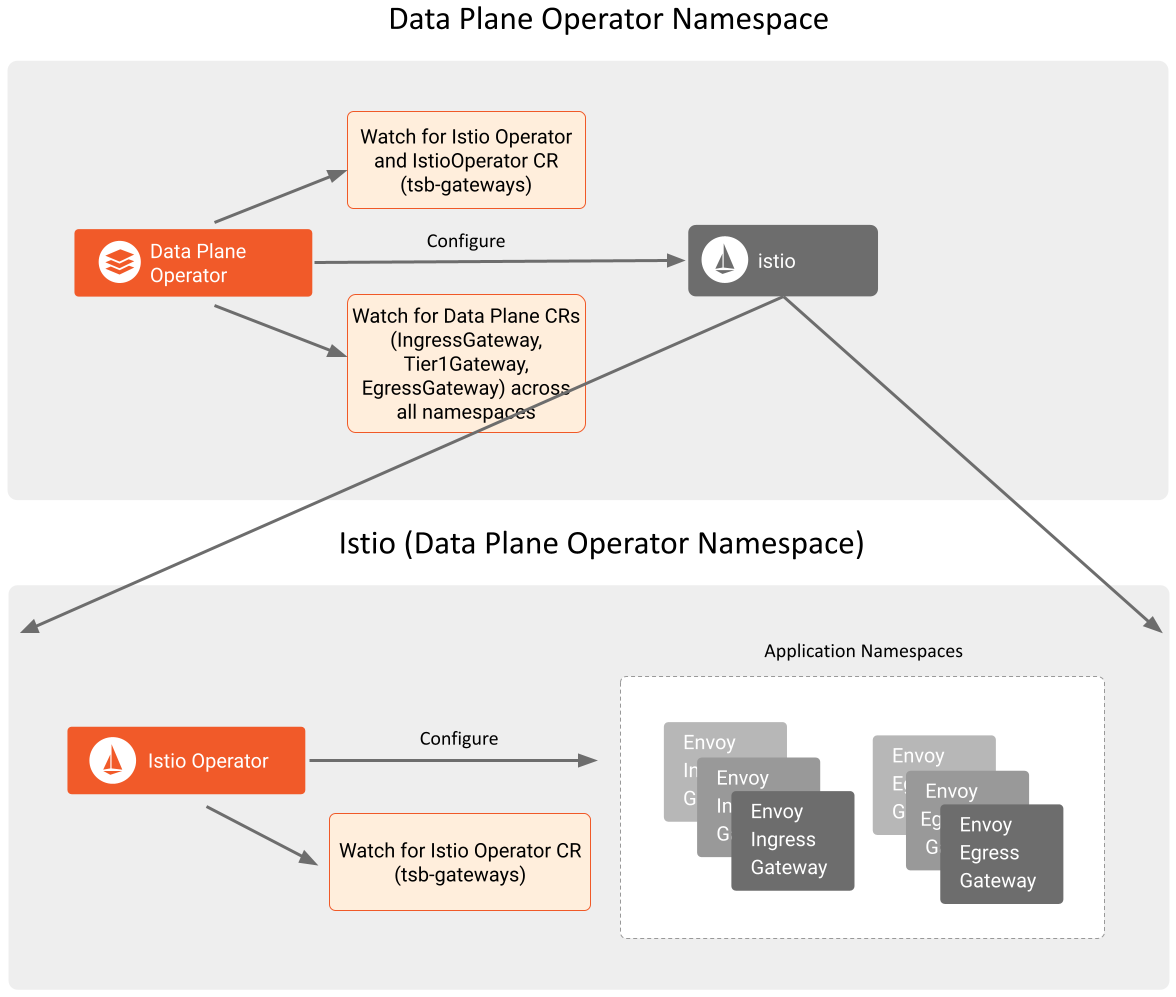 Data Plane Operator Namespace
Watch for Istio Operator
and IstioOperator CR
(tsb-gateways)
Data Plane
Operator
Configure
istio
Watch for Data Plane CRs
(IngressGateway,
Tier1Gateway,
EgressGateway) across
all namespaces
Istio (Data Plane Operator Namespace)
Application Namespaces
Istio Operator
Configure
Watch for Istio Operator CR
(tsb-gateways)
Envoy
In
G
Envoy
In
Ga
Envoy
Ingress
Gateway
Envoy
Eg
G
Envoy
Eg
Ga
Envoy
Egress
Gateway